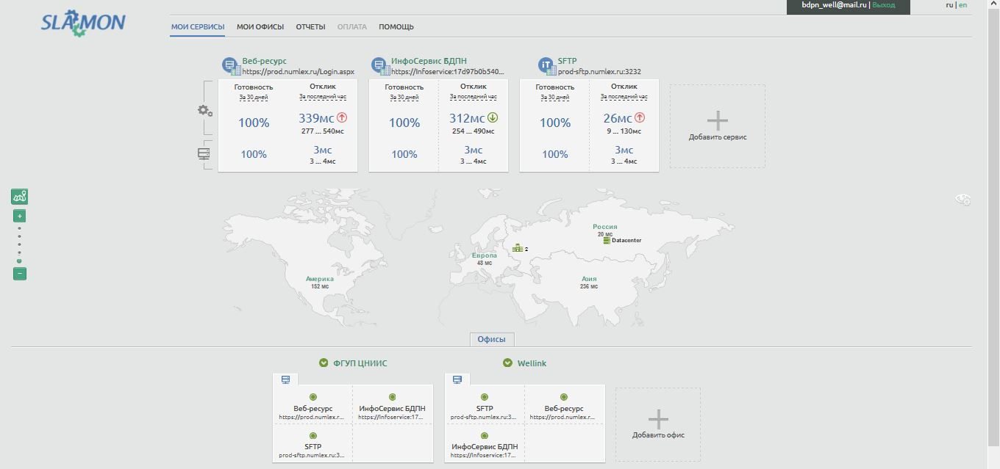 bdpn_well@mail.ru | Выход
ru | en
SLAMON
МОИ СЕРВИСЫ МОИ ОФИСЫ ОТЧЕТЫ ОПЛАТА ПОМОЩЬ
Веб-ресурс
https://prod.numlex.ru/Login.aspx
Готовность Отклик
За 30 дней За последний час
100% 339мс
277 ... 540мс
100% 3мс
3 ... 4мс
ИнфоСервис БДПН
https://Infoservice:17d97b0b540...
Готовность Отклик
За 30 дней За последний час
100% 312мс
254 ... 490мс
100% 3мс
3 ... 4мс
iT SFTP
prod-sftp.numlex.ru:3232
Готовность Отклик
За 30 дней За последний час
100% 26мс
9 ... 130мс
100% 3мс
3 ... 4мс
Добавить сервис
Россия
20 мс
Datacenter
2
Европа
48 мс
Америка
152 мс
Азия
236 мс
Офисы
ФГУП ЦНИИС
Веб-ресурс ИнфоСервис БДПН
https://prod.numlex.r... https://Infoservice:17...
SFTP
prod-sftp.numlex.ru:3...
Wellink
SFTP Веб-ресурс
prod-sftp.numlex.ru:3... https://prod.numlex.r...
ИнфоСервис БДПН
https://Infoservice:17...
Добавить офис